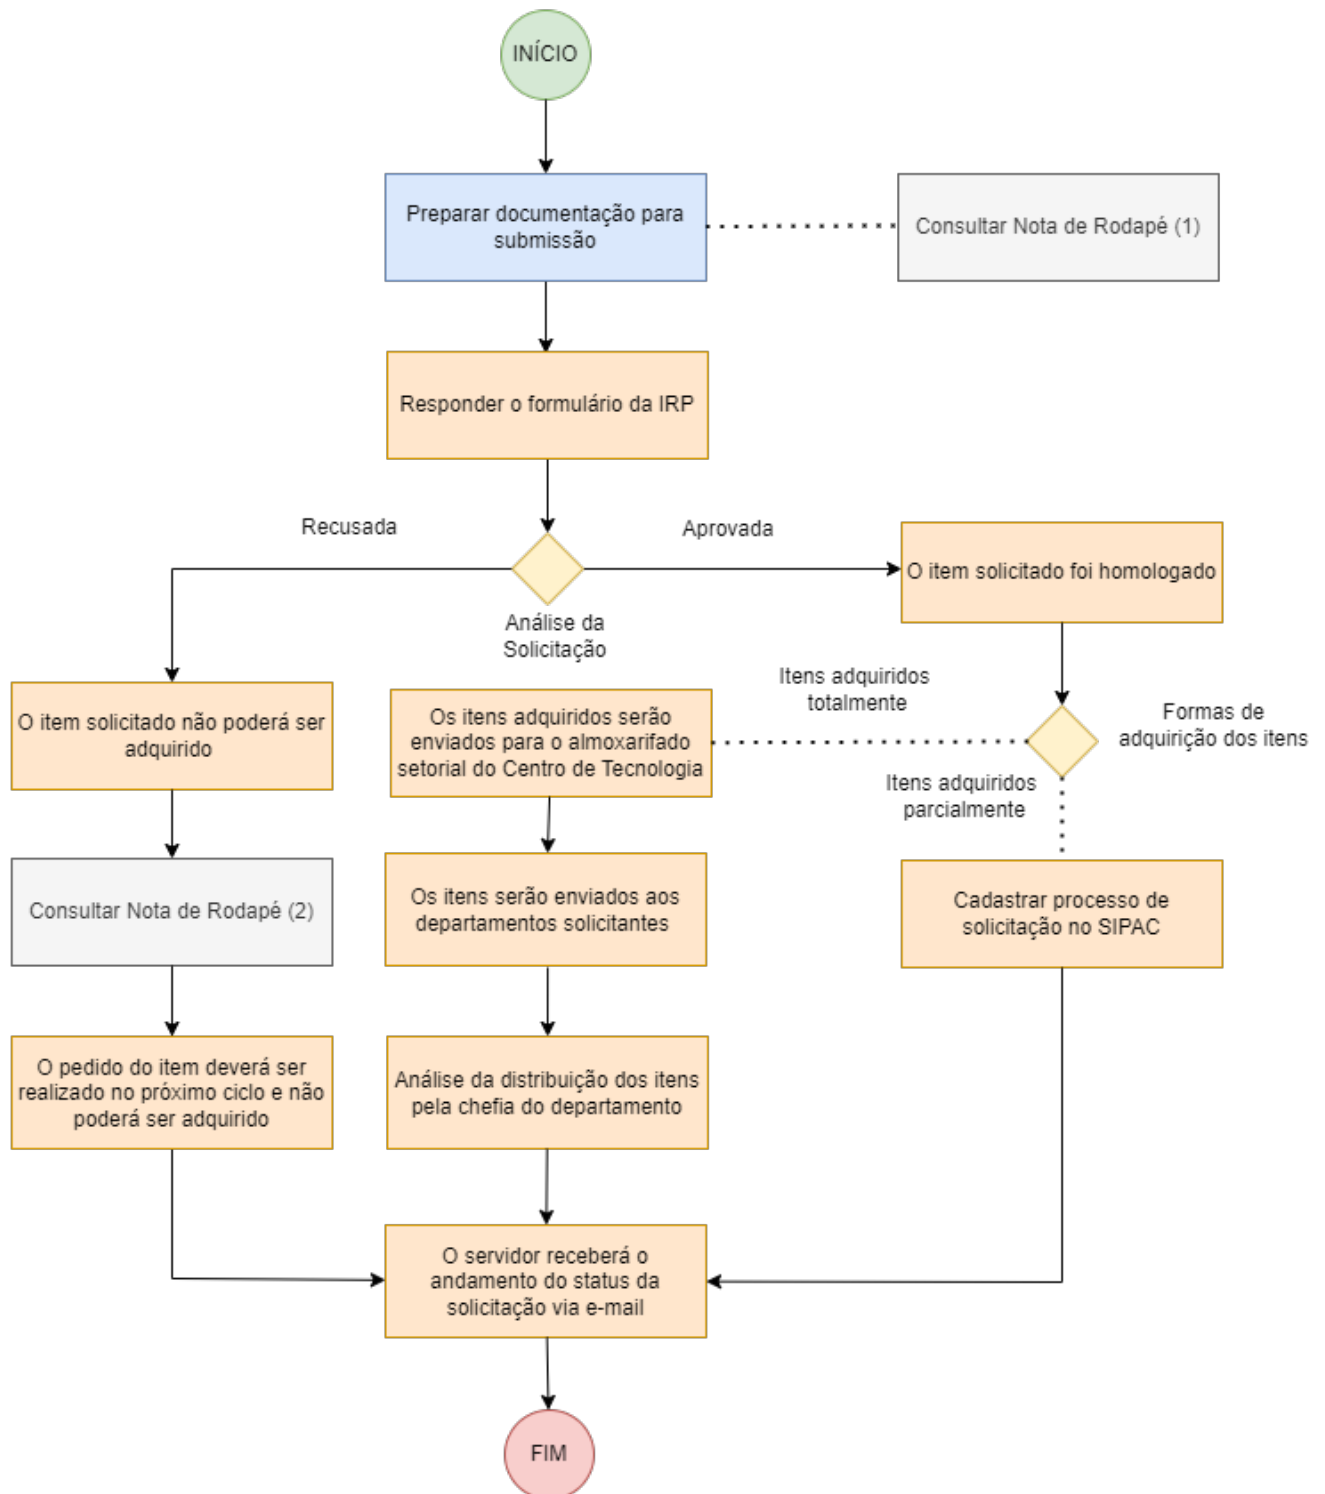 INÍCIO
Preparar documentação para
submissão
Consultar Nota de Rodapé (1)
Responder o formulário da IRP
Recusada
Aprovada
O item solicitado foi homologado
Análise da
Solicitação
Itens adquiridos
totalmente
Formas de
adquirição dos itens
O item solicitado não poderá ser
adquirido
Os itens adquiridos serão
enviados para o almoxarifado
setorial do Centro de Tecnologia
Itens adquiridos
parcialmente
Consultar Nota de Rodapé (2)
Os itens serão enviados aos
departamentos solicitantes
Cadastrar processo de
solicitação no SIPAC
O pedido do item deverá ser
realizado no próximo ciclo e não
poderá ser adquirido
Análise da distribuição dos itens
pela chefia do departamento
O servidor receberá o
andamento do status da
solicitação via e-mail
FIM